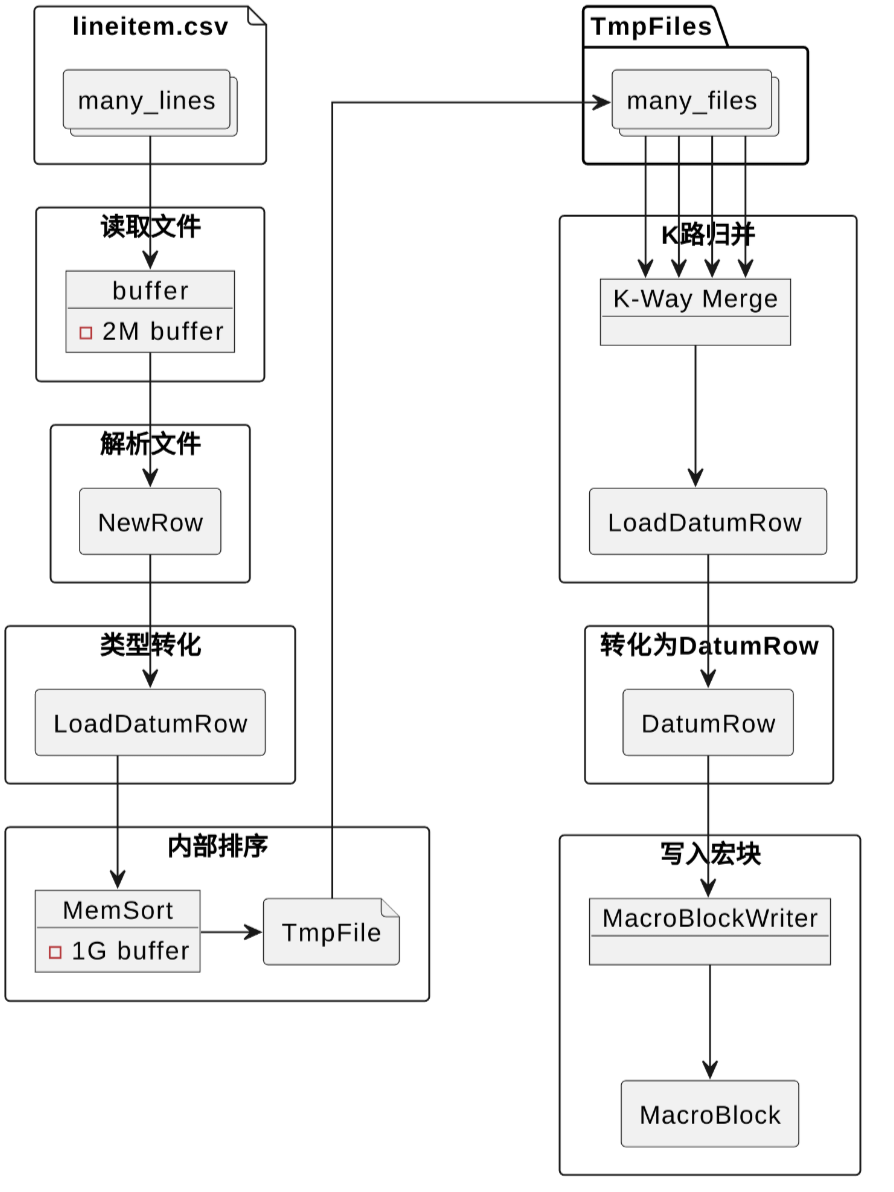 lineitem.csv
many_lines
读取文件
buffer
2M buffer
解析文件
NewRow
类型转化
LoadDatumRow
内部排序
MemSort
1G buffer
TmpFile
TmpFiles
many_files
K路归并
K-Way Merge
LoadDatumRow
转化为DatumRow
DatumRow
写入宏块
MacroBlockWriter
MacroBlock